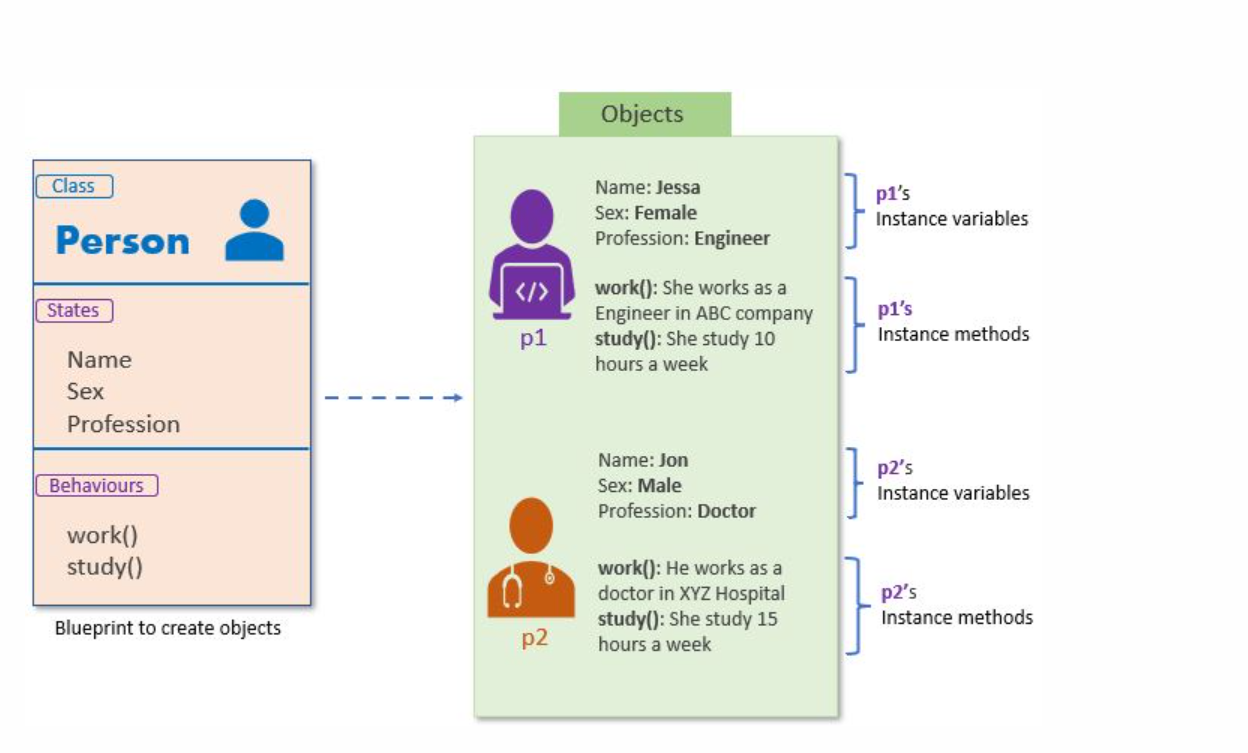 Class
Person
States
Name
Sex
Profession
Behaviours
work()
study()
Blueprint to create objects
Objects
Name: Jessa
Sex: Female
Profession: Engineer
work(): She works as a
Engineer in ABC company
study(): She study 10
hours a week
</>
p1
p1's
Instance variables
p1's
Instance methods
Name: Jon
Sex: Male
Profession: Doctor
work(): He works as a
doctor in XYZ Hospital
study(): She study 15
hours a week
p2
p2's
Instance variables
p2's
Instance methods